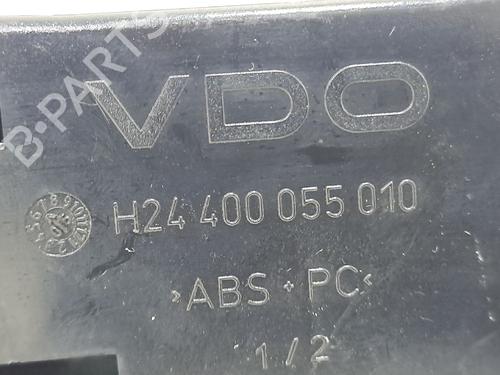 B-PARTS
VDO
H24 400 055 010
>ABS + PC<
1/2